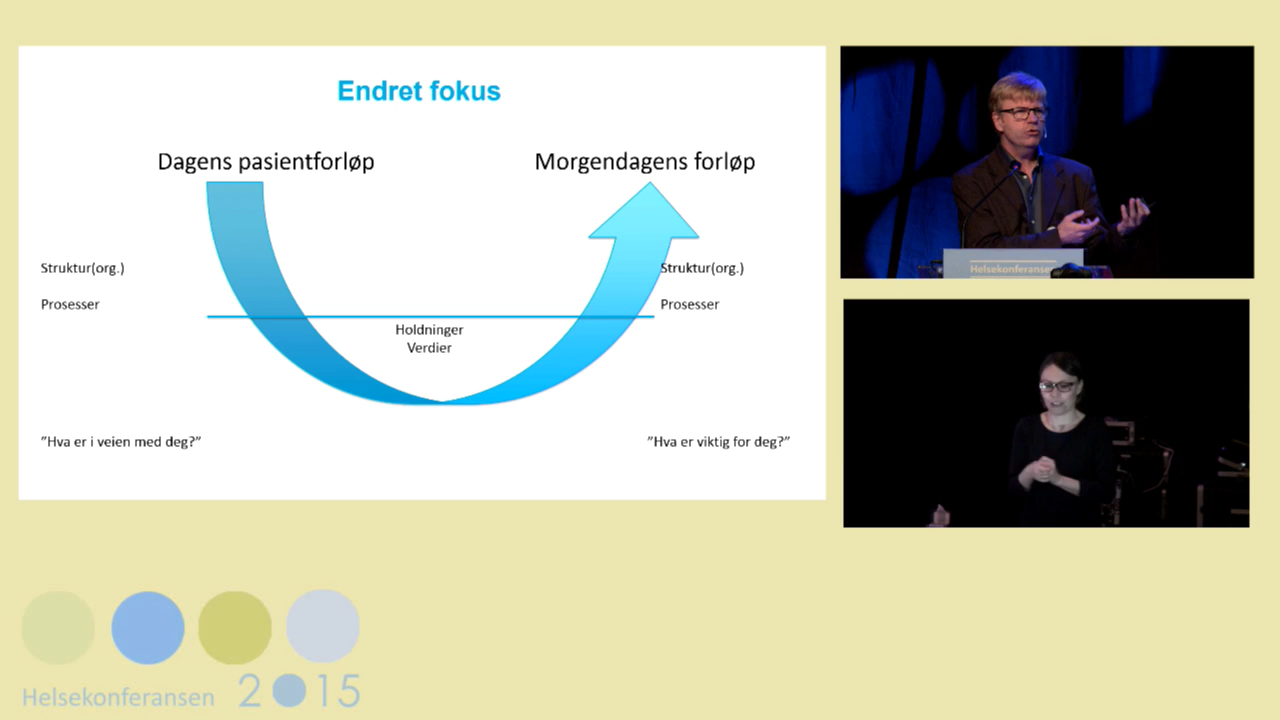 Endret fokus
Dagens pasientforløp
Morgendagens forløp
Struktur(org.)
Prosesser
Struktur(org.)
Prosesser
Holdninger
Verdier
”Hva er i veien med deg?”
”Hva er viktig for deg?”
Helsekonferansen
Helsekonferansen 2015